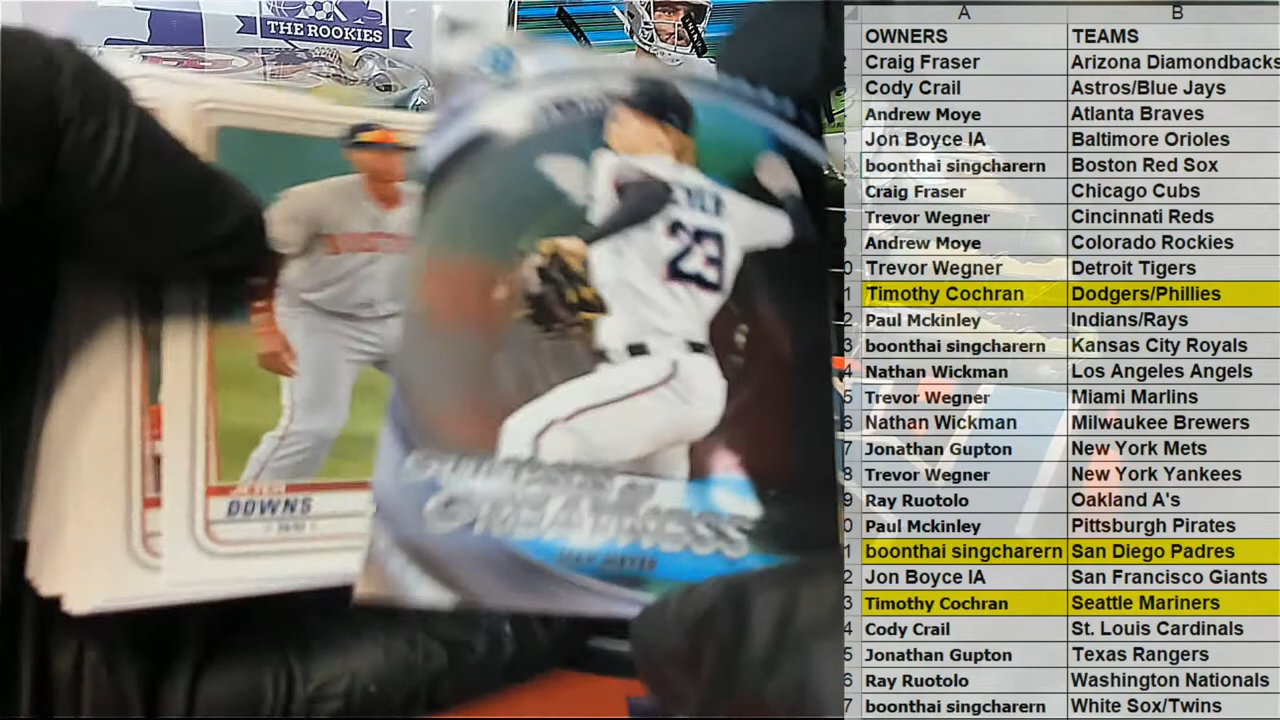 THE ROOKIES
23
DOWNS
GREATNESS
MAX MEYER
A B
OWNERS TEAMS
Craig Fraser Arizona Diamondbacks
Cody Crail Astros/Blue Jays
Andrew Moye Atlanta Braves
Jon Boyce IA Baltimore Orioles
boonthai singcharern Boston Red Sox
Craig Fraser Chicago Cubs
Trevor Wegner Cincinnati Reds
Andrew Moye Colorado Rockies
Trevor Wegner Detroit Tigers
Timothy Cochran Dodgers/Phillies
Paul Mckinley Indians/Rays
boonthai singcharern Kansas City Royals
Nathan Wickman Los Angeles Angels
Trevor Wegner Miami Marlins
Nathan Wickman Milwaukee Brewers
Jonathan Gupton New York Mets
Trevor Wegner New York Yankees
Ray Ruotolo Oakland A's
Paul Mckinley Pittsburgh Pirates
boonthai singcharern San Diego Padres
Jon Boyce IA San Francisco Giants
Timothy Cochran Seattle Mariners
Cody Crail St. Louis Cardinals
Jonathan Gupton Texas Rangers
Ray Ruotolo Washington Nationals
boonthai singcharern White Sox/Twins